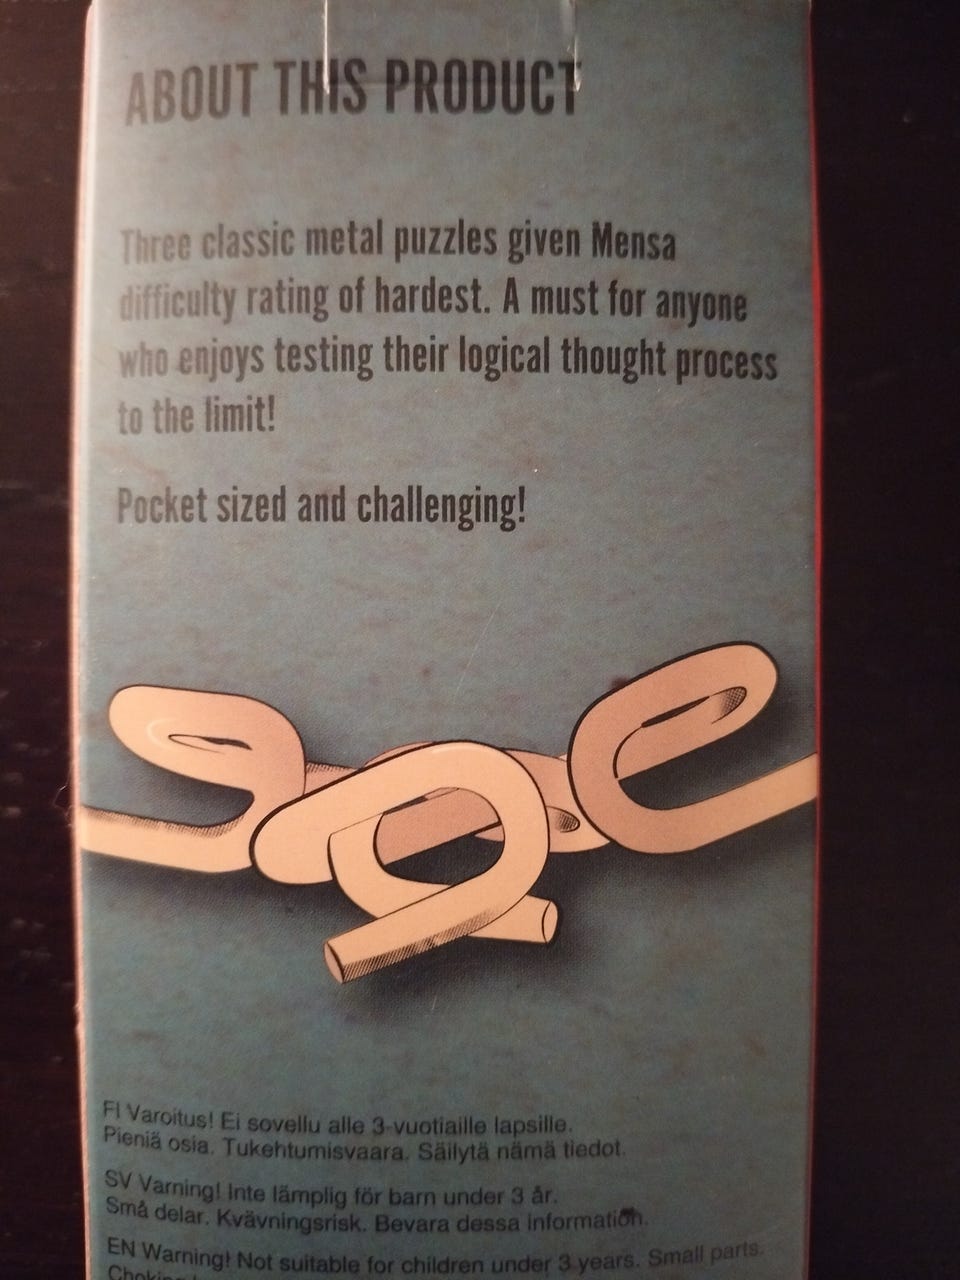 ABOUT THIS PRODUCT
Three classic metal puzzles given Mensa
difficulty rating of hardest. A must for anyone
who enjoys testing their logical thought process
to the limit!
Pocket sized and challenging!
FI Varoitus! Ei sovellu alle 3-vuotiaille lapsille.
Pieniä osia. Tukehtumisvaara. Säilytä nämä tiedot.
SV Varning! Inte lämplig för barn under 3 år.
Små delar. Kvävningsrisk. Bevara dessa information.
EN Warning! Not suitable for children under 3 years. Small parts.